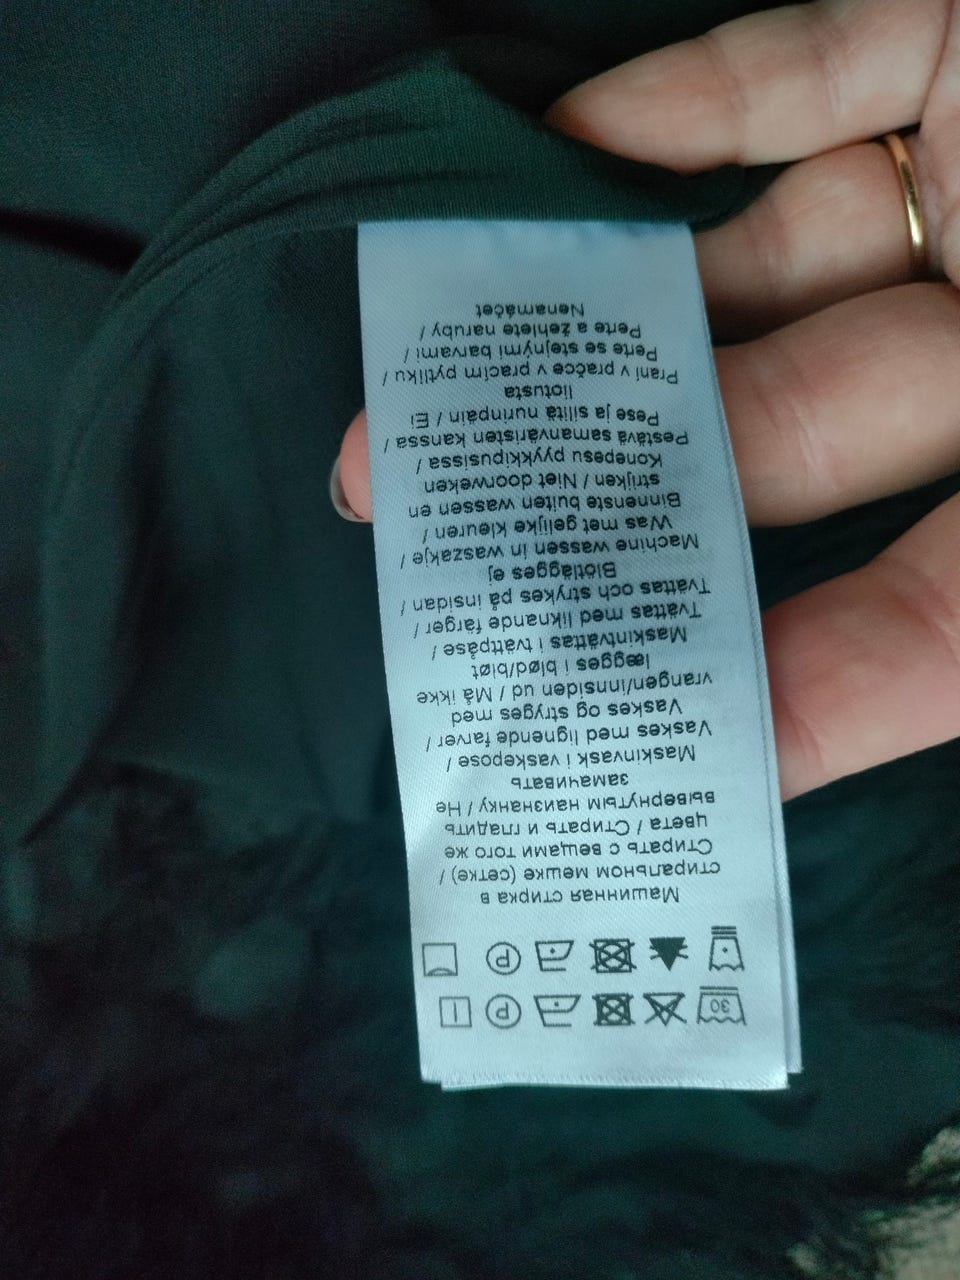 30
P
P
Машинная стирка в
стиральном мешке (сетке) /
Стирать с вещами того же
цвета / Стирать и гладить
вывернутым наизнанку / Не
замачивать
Maskinvask i vaskepose /
Vaskes med lignende farver /
Vaskes og stryges med
vrangen/innsiden ud / Må ikke
lægges i blød/bløt
Maskintvättas i tvättpåse /
Tvättas med liknande färger /
Tvättas och strykes på insidan /
Blötlägges ej
Machine wassen in waszakje /
Was met gelijke kleuren /
Binnenste buiten wassen en
strijken / Niet doorweken
Konepesu pyykkipusissa /
Pestävä samanväristen kanssa /
Pese ja silitä nurinpäin / Ei
liotusta
Praní v pračce v pracím pytlíku /
Perte se stejnými barvami /
Perte a žehlete naruby /
Nenamáčet